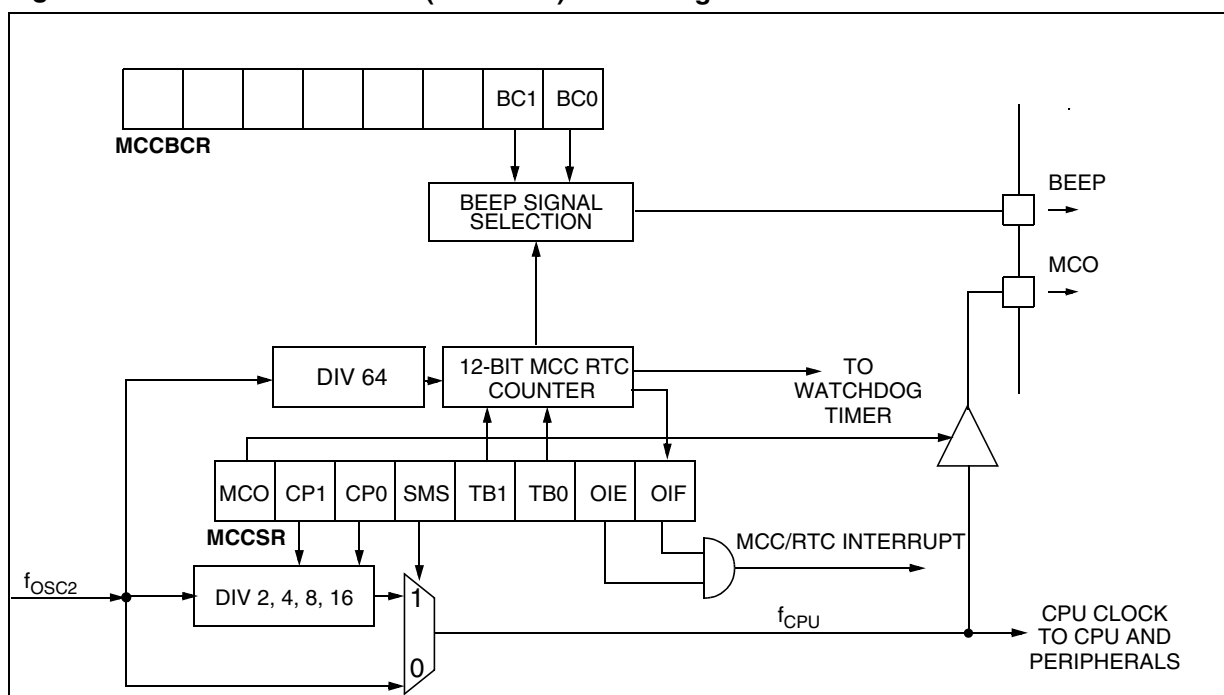 BC1 BC0
MCCBCR
BEEP SIGNAL
SELECTION
BEEP
MCO
DIV 64
12-BIT MCC RTC
COUNTER
TO
WATCHDOG
TIMER
MCO CP1 CP0 SMS TB1 TB0 OIE OIF
MCCSR
MCC/RTC INTERRUPT
fOSC2
DIV 2, 4, 8, 16
1
0
fCPU
CPU CLOCK
TO CPU AND
PERIPHERALS